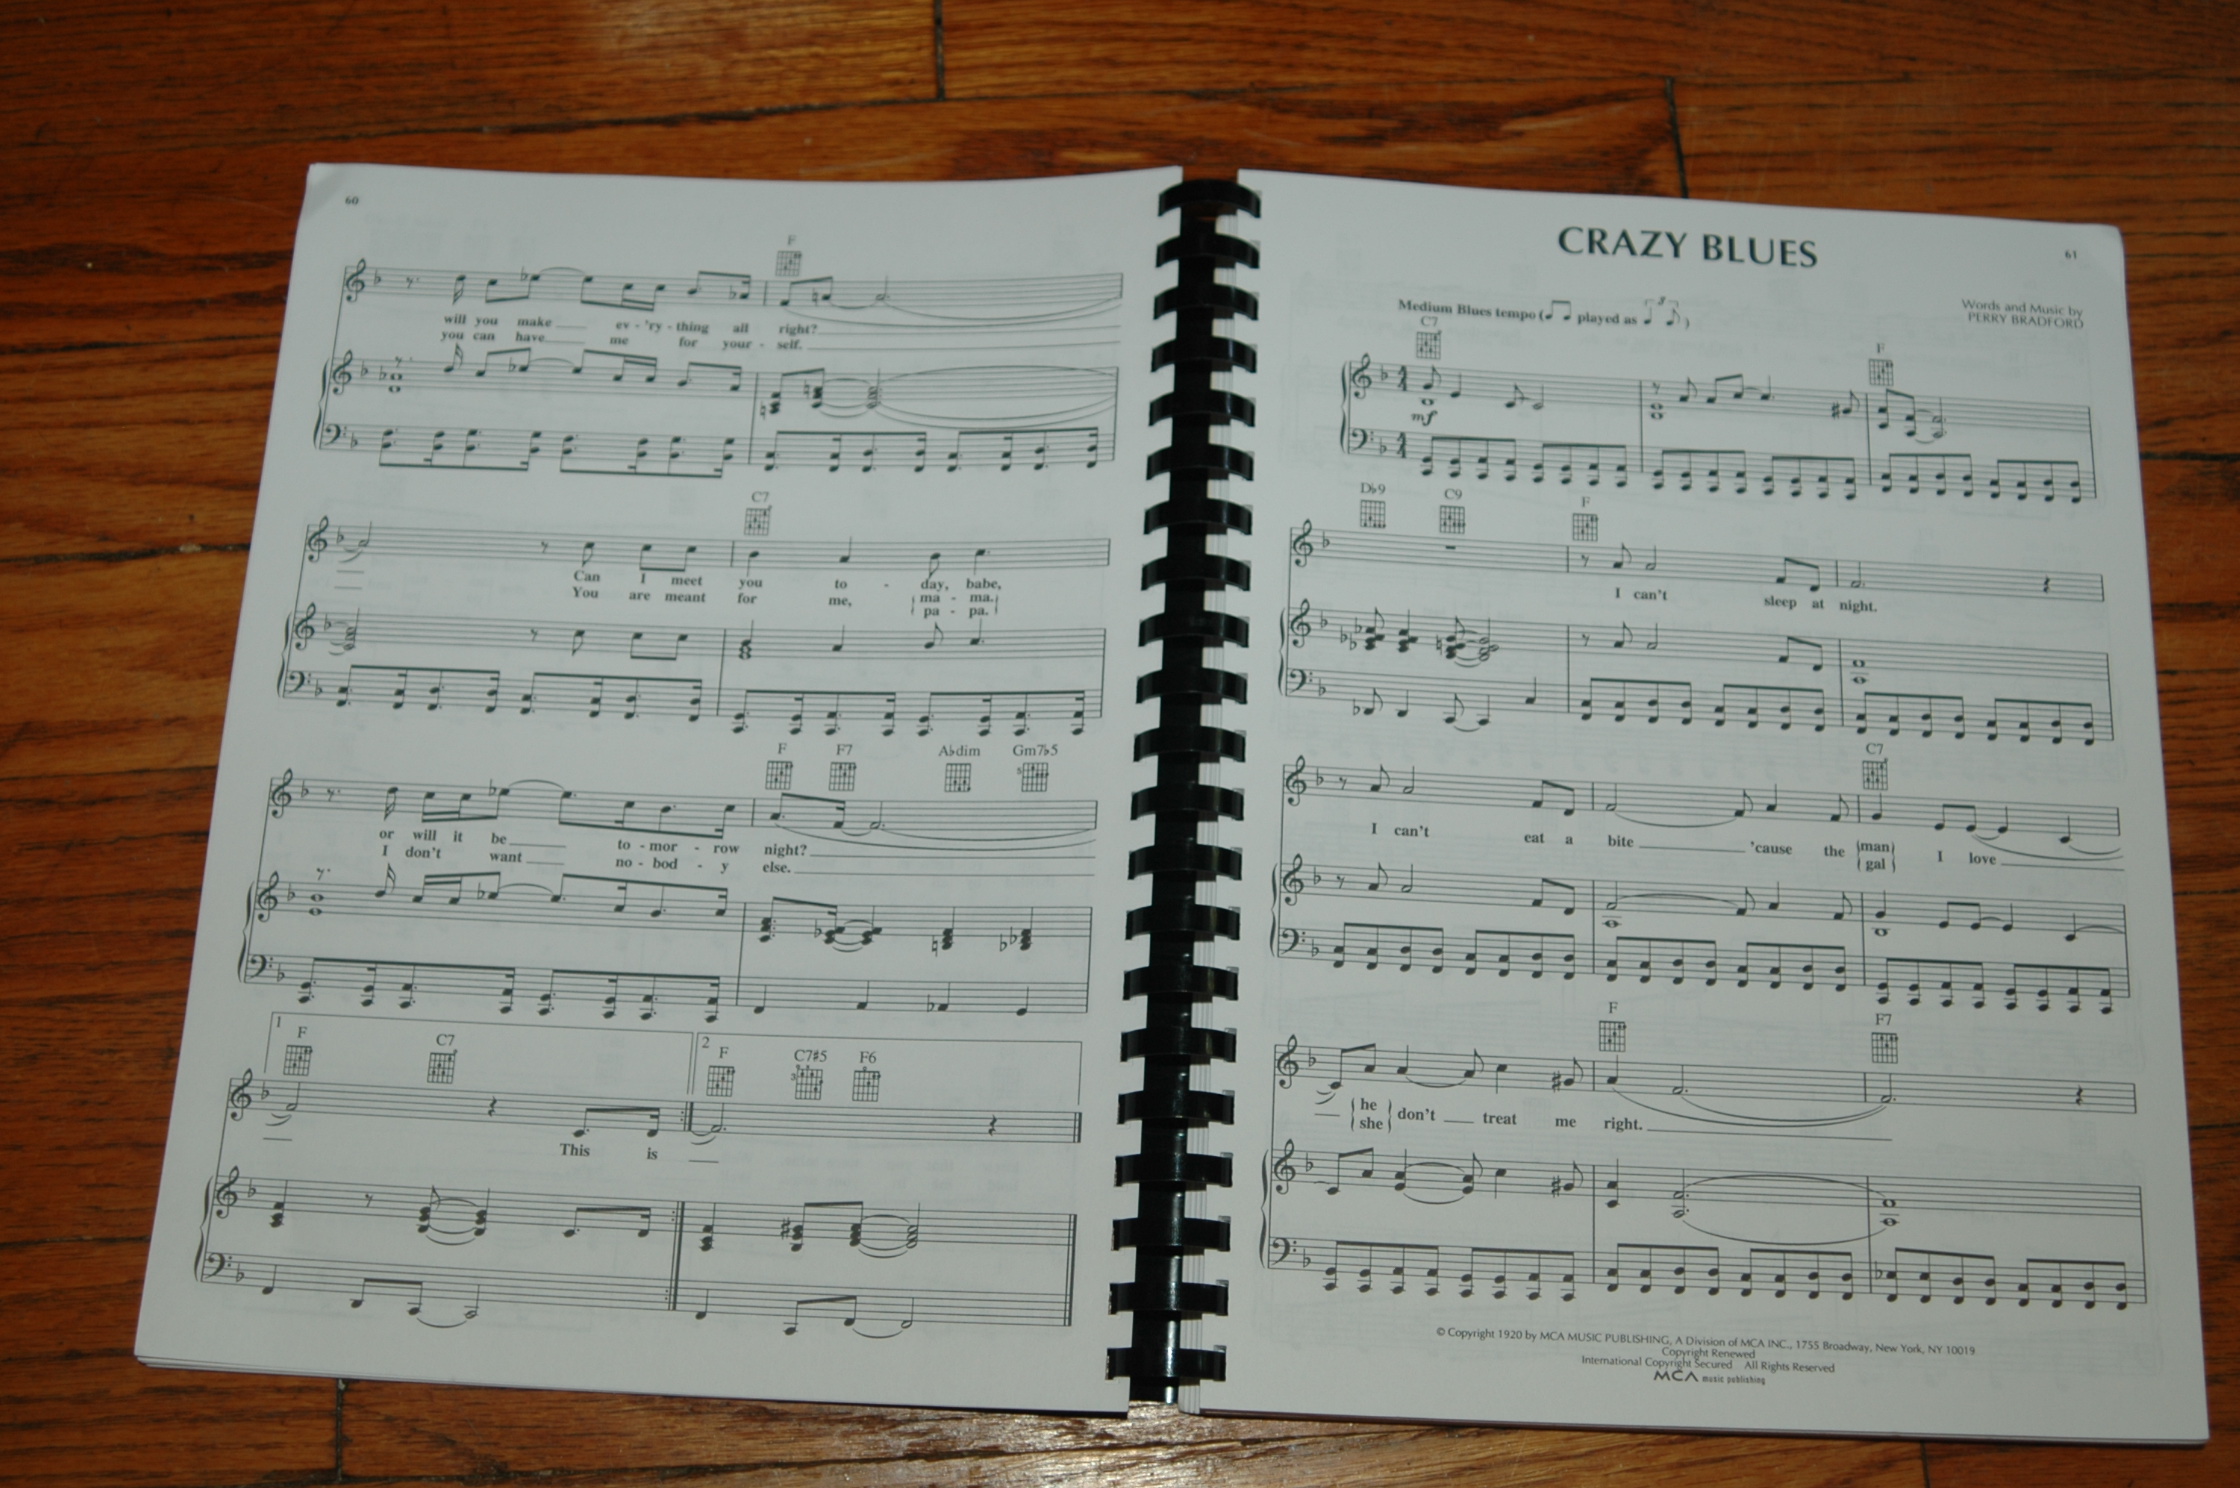 60
F
will you make ev - 'ry - thing all right?
you can have me for your - self.
C7
Can I meet you to - day, babe,
You are meant for me, ma - ma.
pa - pa.
F F7 A♭dim Gm7♭5
or will it be to - mor - row night?
I don't want no - bod - y else.
1 F C7 2 F C7♯5 F6
This is
CRAZY BLUES
61
Words and Music by
PERRY BRADFORD
Medium Blues tempo ( played as 3 )
C7 F
mf
D♭9 C9 F
I can't sleep at night.
C7
I can't eat a bite 'cause the man I love
gal
F F7
he don't treat me right.
she
© Copyright 1920 by MCA MUSIC PUBLISHING, A Division of MCA INC., 1755 Broadway, New York, NY 10019
Copyright Renewed
International Copyright Secured All Rights Reserved
MCA music publishing